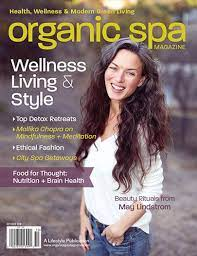 Health, Wellness & Modern Green Living
organic spa
MAGAZINE
Wellness
Living &
Style
▸ Top Detox Retreats
▸ Mallika Chopra on
Mindfulness + Meditation
▸ Ethical Fashion
▸ City Spa Getaways
Food for Thought:
Nutrition + Brain Health
Beauty Rituals from
May Lindstrom
A Lifestyle Publication